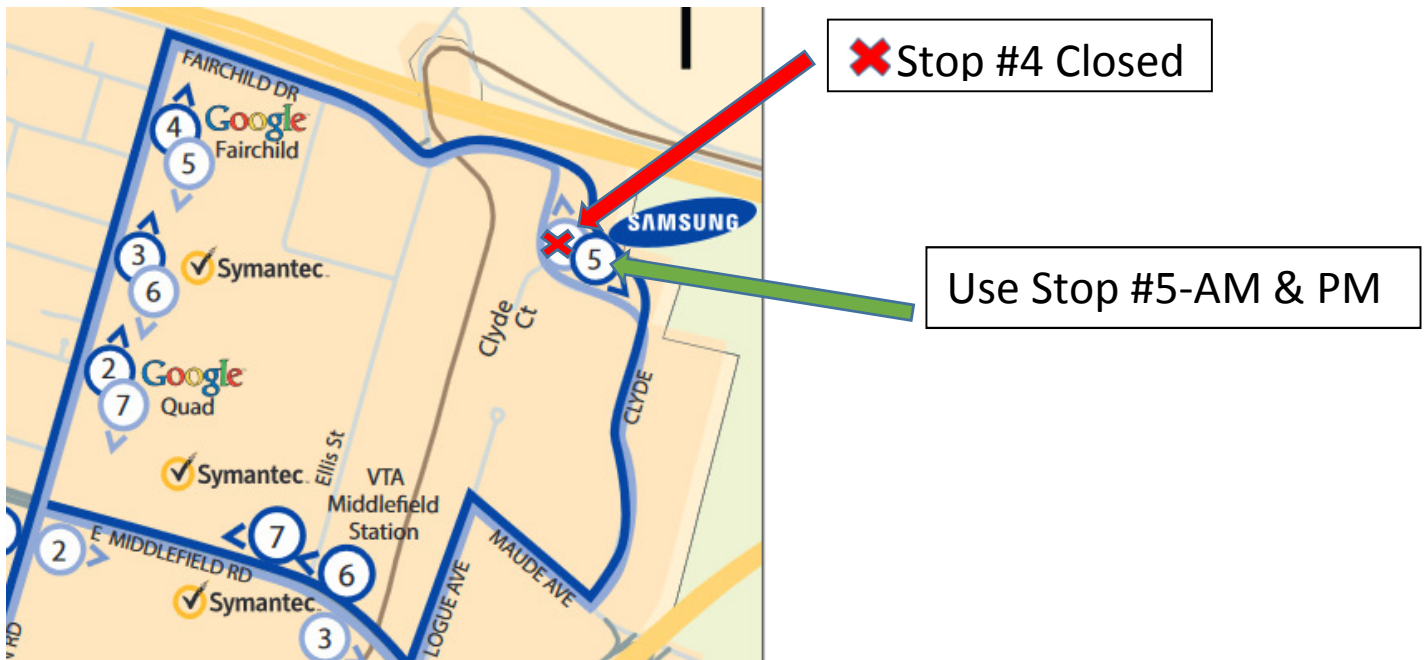 Stop #4 Closed
FAIRCHILD DR
4
Google
5
Fairchild
SAMSUNG
3
Symantec
5
6
Use Stop #5-AM & PM
Clyde
Ct
2
Google
7
Quad
CLYDE
Symantec
Ellis St
VTA
Middlefield
Station
7
2
E MIDDLEFIELD RD
6
MAUDE AVE
Symantec
LOGUE AVE
3
RD